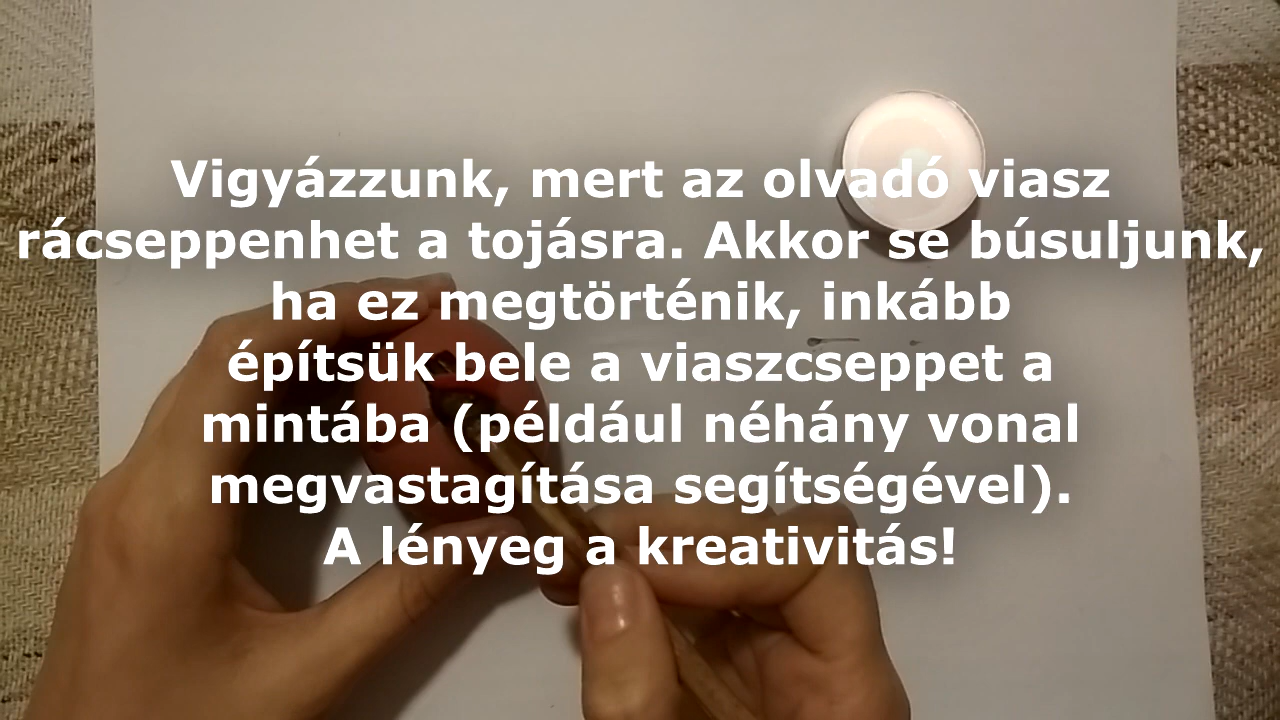 Vigyázzunk, mert az olvadó viasz
rácseppenhet a tojásra. Akkor se búsuljunk,
ha ez megtörténik, inkább
építsük bele a viaszcseppet a
mintába (például néhány vonal
megvastagítása segítségével).
A lényeg a kreativitás!